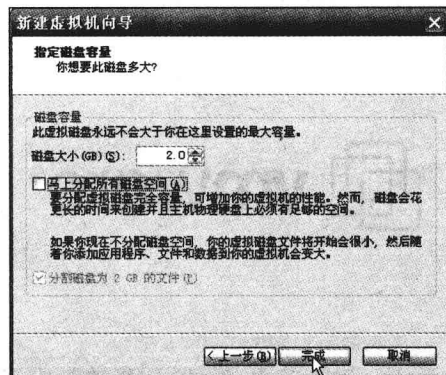 新建虚拟机向导
指定磁盘容量
你想要此磁盘多大?
磁盘容量
此虚拟磁盘永远不会大于你在这里设置的最大容量。
磁盘大小(GB)(S): 2.0
马上分配所有磁盘空间(A)
要分配虚拟磁盘完全容量,可增加你的虚拟机的性能。然而,磁盘会花
更长的时间来创建并且主机物理硬盘上必须有足够的空间。
如果你现在不分配磁盘空间,你的虚拟磁盘文件将开始会很小,然后随
着你添加应用程序、文件和数据到你的虚拟机会变大。
分割磁盘为 2 GB 的文件(P)
< 上一步(B)
完成
取消